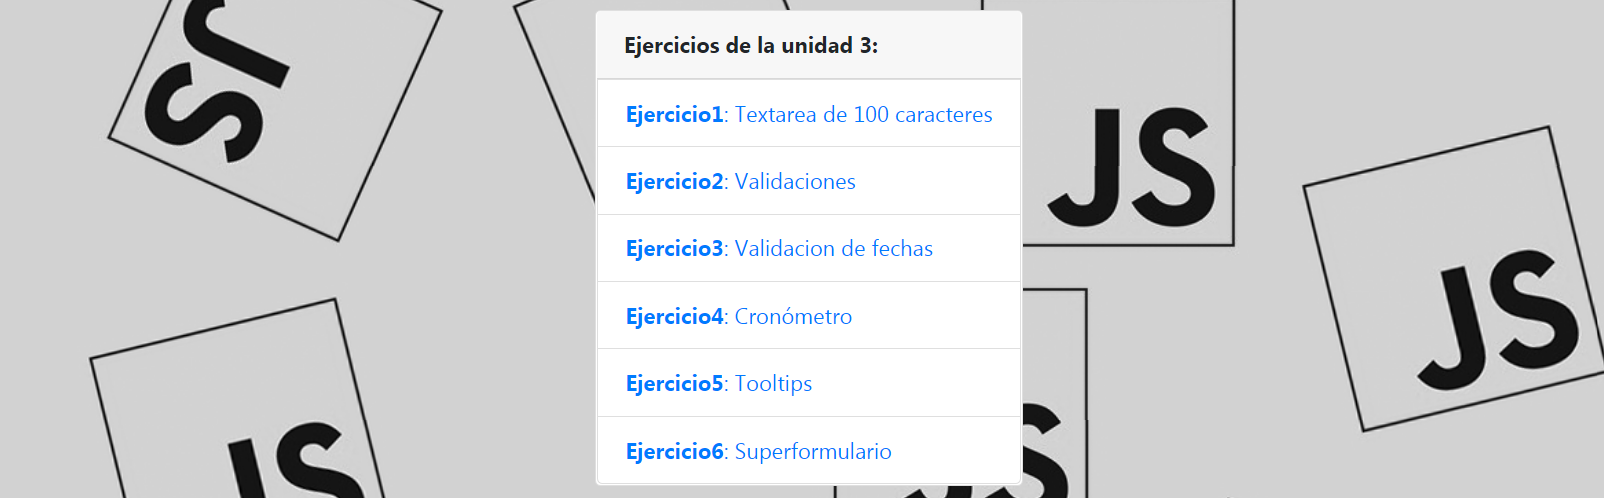 JS
JS
JS
JS
JS
Ejercicios de la unidad 3:
Ejercicio1: Textarea de 100 caracteres
Ejercicio2: Validaciones
Ejercicio3: Validacion de fechas
Ejercicio4: Cronómetro
Ejercicio5: Tooltips
Ejercicio6: Superformulario